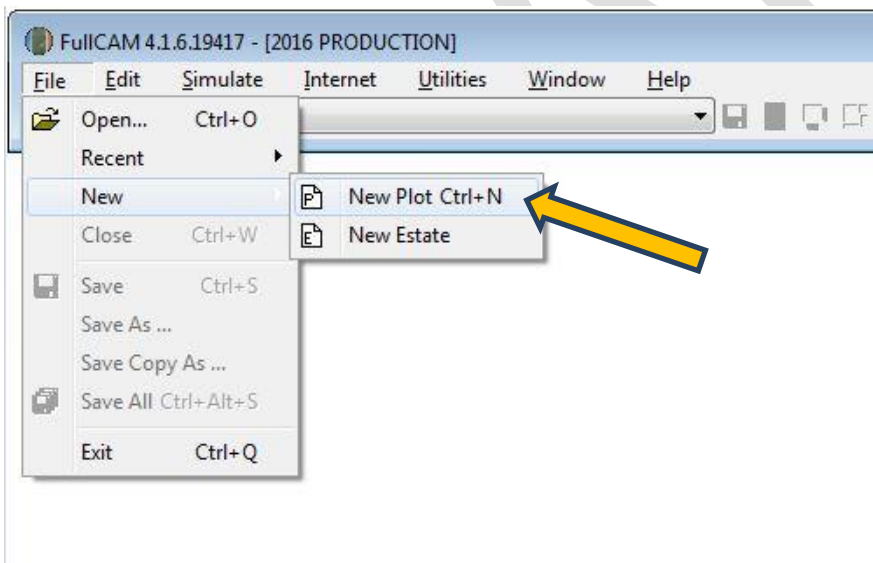 FullCAM 4.1.6.19417 - [2016 PRODUCTION]
File Edit Simulate Internet Utilities Window Help
Open... Ctrl+O
Recent
New
P New Plot Ctrl+N
Close Ctrl+W
E New Estate
Save Ctrl+S
Save As ...
Save Copy As ...
Save All Ctrl+Alt+S
Exit Ctrl+Q